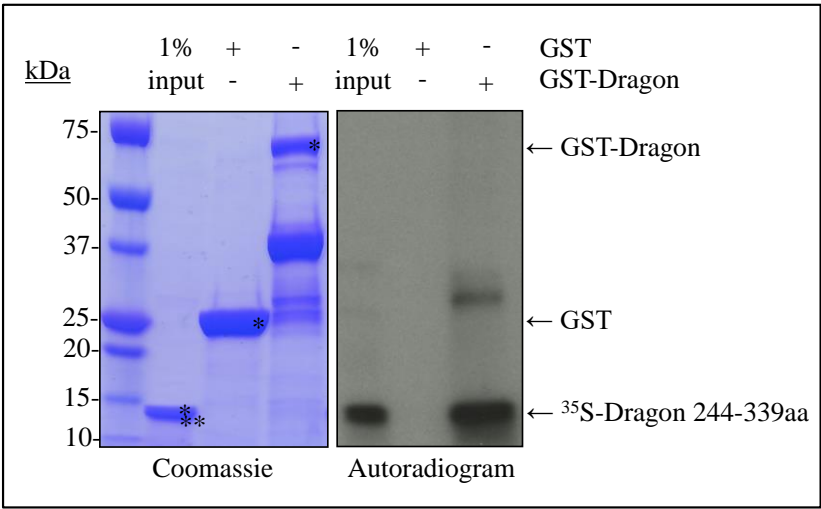 1% + - 1% + - GST
kDa input - + input - + GST-Dragon
75-
← GST-Dragon
*
50-
37-
25-
*
← GST
20-
15-
*
**
← ³⁵S-Dragon 244-339aa
10-
Coomassie Autoradiogram